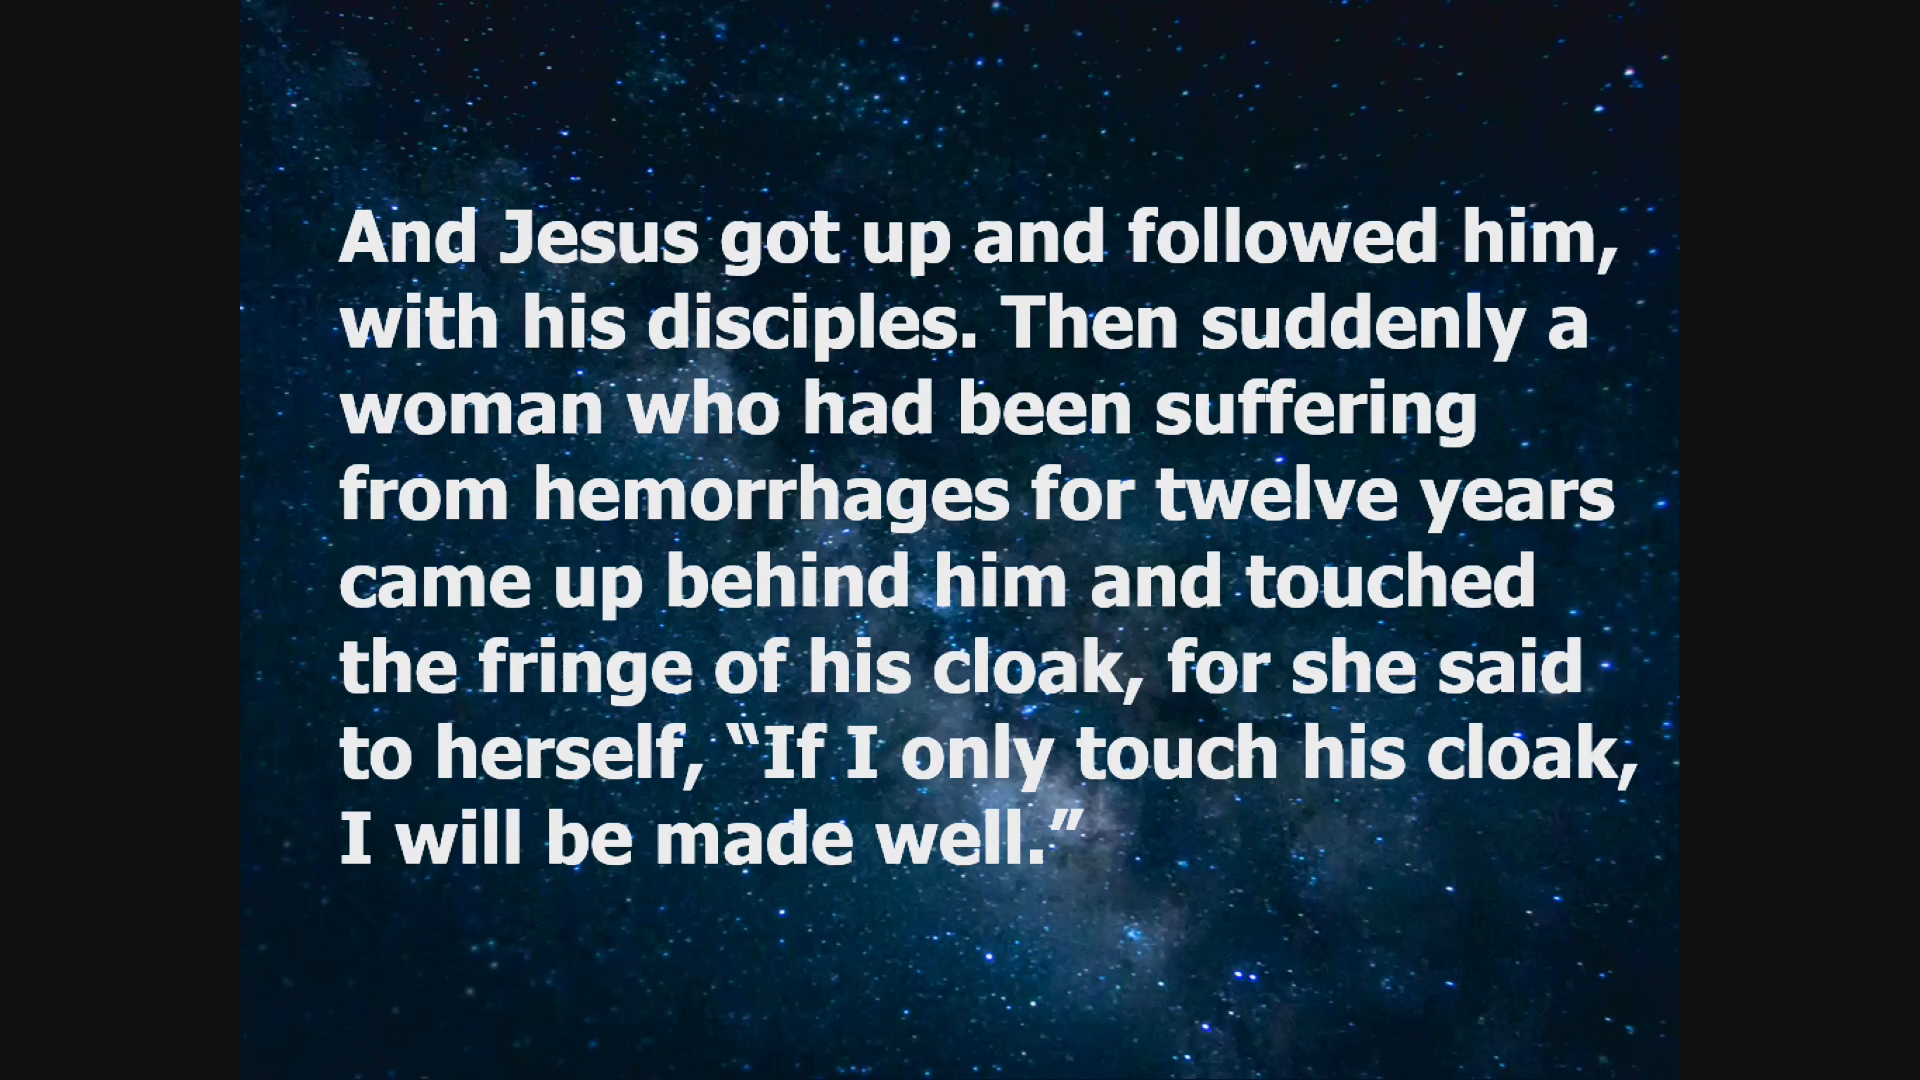 And Jesus got up and followed him,
with his disciples. Then suddenly a
woman who had been suffering
from hemorrhages for twelve years
came up behind him and touched
the fringe of his cloak, for she said
to herself, “If I only touch his cloak,
I will be made well.”